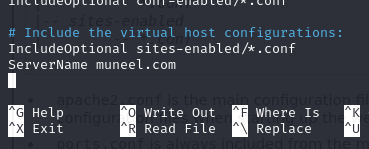 IncludeOptional conf-enabled/*.conf
# Include the virtual host configurations:
IncludeOptional sites-enabled/*.conf
ServerName muneel.com
^G Help ^O Write Out ^F Where Is ^K
^X Exit ^R Read File ^\ Replace ^U